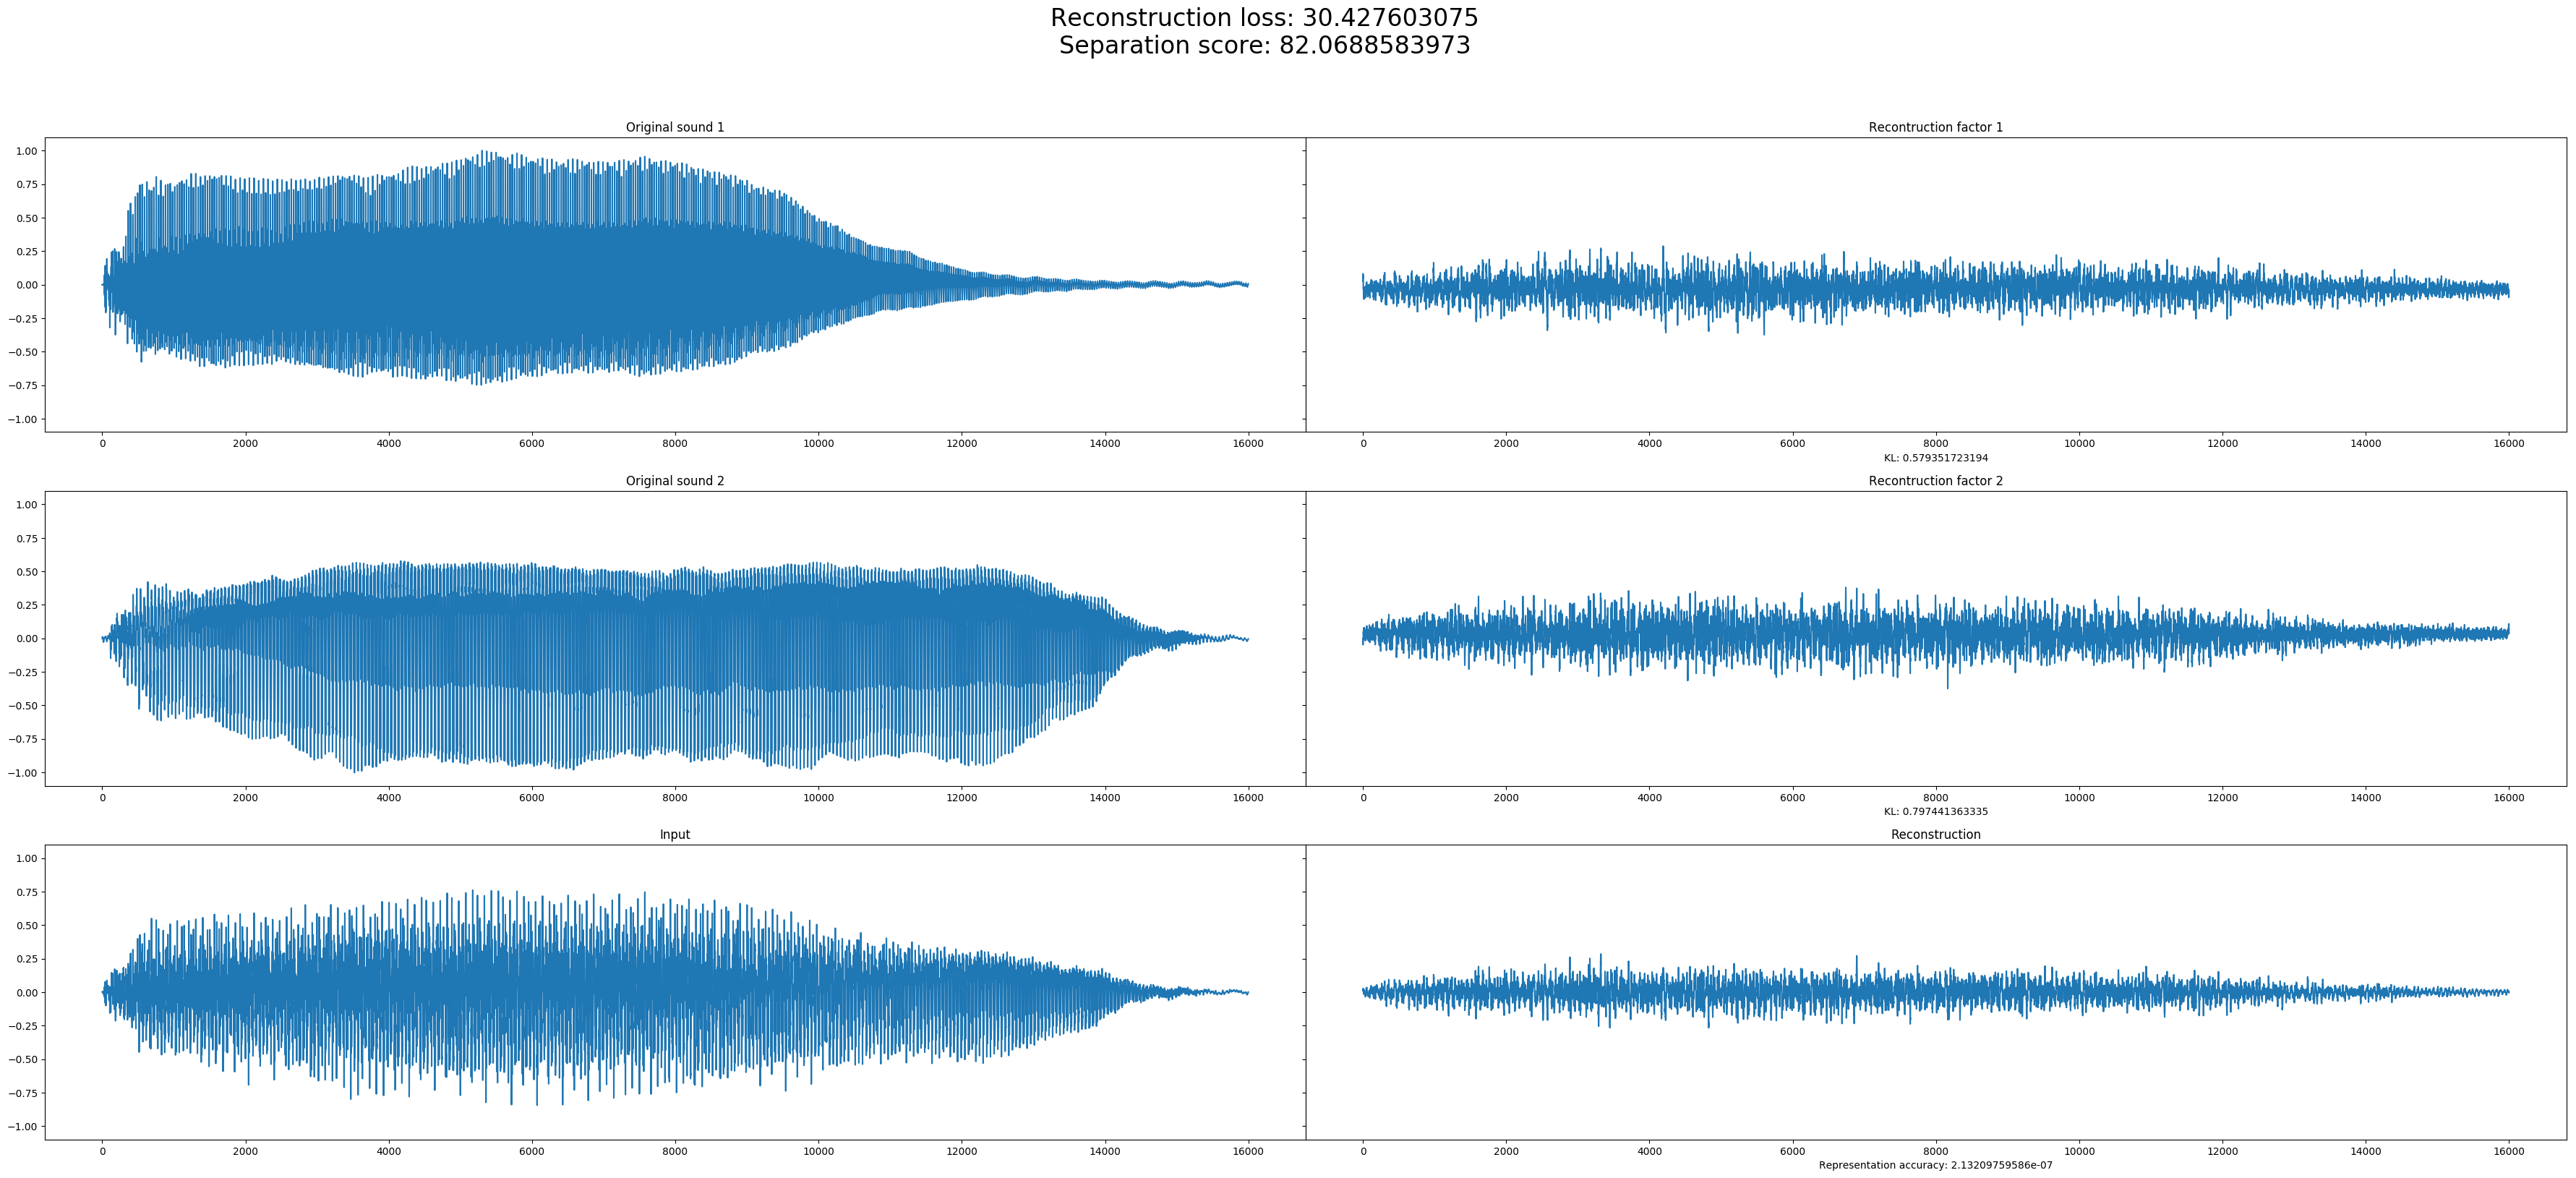 Reconstruction loss: 30.427603075
Separation score: 82.0688583973
Original sound 1
Recontruction factor 1
1.00
0.75
0.50
0.25
0.00
−0.25
−0.50
−0.75
−1.00
0 2000 4000 6000 8000 10000 12000 14000 16000
0 2000 4000 6000 8000 10000 12000 14000 16000
KL: 0.579351723194
Original sound 2
Recontruction factor 2
1.00
0.75
0.50
0.25
0.00
−0.25
−0.50
−0.75
−1.00
0 2000 4000 6000 8000 10000 12000 14000 16000
0 2000 4000 6000 8000 10000 12000 14000 16000
KL: 0.797441363335
Input
Reconstruction
1.00
0.75
0.50
0.25
0.00
−0.25
−0.50
−0.75
−1.00
0 2000 4000 6000 8000 10000 12000 14000 16000
0 2000 4000 6000 8000 10000 12000 14000 16000
Representation accuracy: 2.13209759586e-07